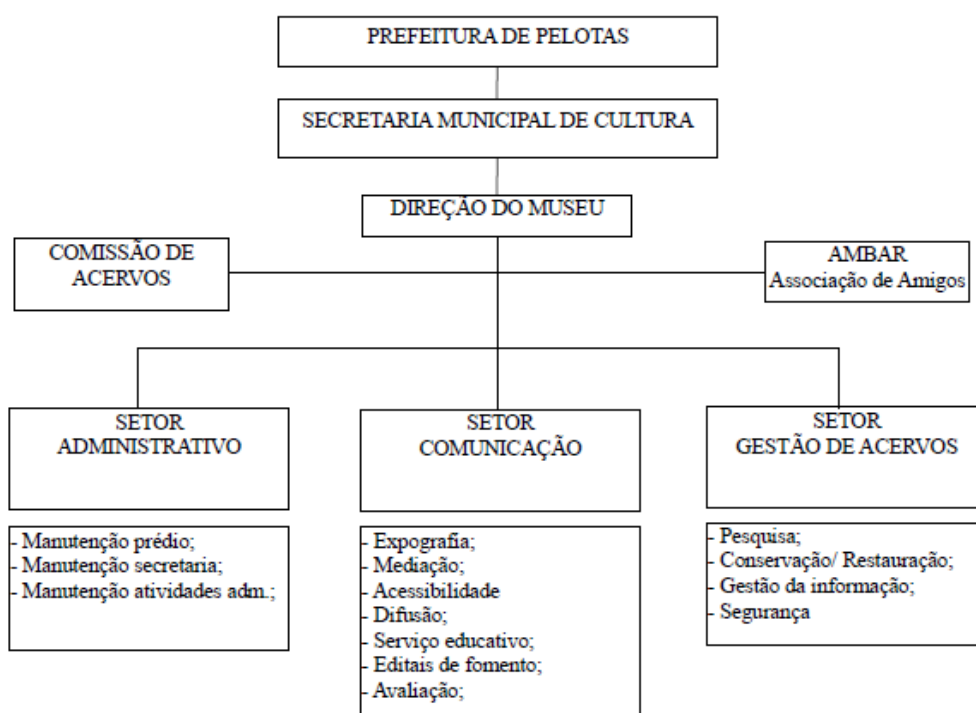 PREFEITURA DE PELOTAS
SECRETARIA MUNICIPAL DE CULTURA
DIREÇÃO DO MUSEU
COMISSÃO DE
ACERVOS
AMBAR
Associação de Amigos
SETOR
ADMINISTRATIVO
SETOR
COMUNICAÇÃO
SETOR
GESTÃO DE ACERVOS
- Manutenção prédio;
- Manutenção secretaria;
- Manutenção atividades adm.;
- Expografia;
- Mediação;
- Acessibilidade
- Difusão;
- Serviço educativo;
- Editais de fomento;
- Avaliação;
- Pesquisa;
- Conservação/ Restauração;
- Gestão da informação;
- Segurança